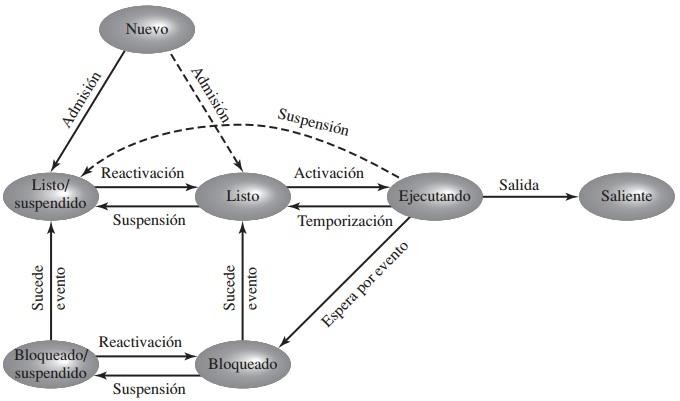 Nuevo
Admisión
Admisión
Suspensión
Reactivación
Activación
Listo/
suspendido
Listo
Ejecutando
Salida
Saliente
Suspensión
Temporización
Sucede
evento
Sucede
evento
Espera por evento
Reactivación
Bloqueado/
suspendido
Bloqueado
Suspensión